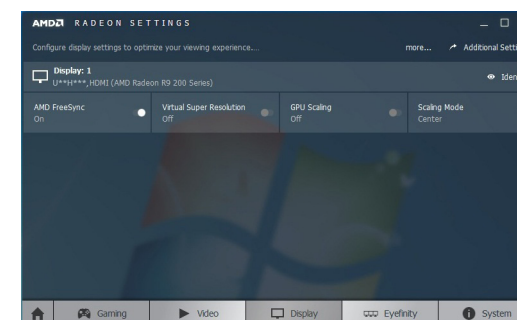 AMD RADEON SETTINGS
Configure display settings to optimize your viewing experience....
more...
Additional Setti
Display: 1
U**H***,HDMI (AMD Radeon R9 200 Series)
Iden
AMD FreeSync
On
Virtual Super Resolution
Off
GPU Scaling
Off
Scaling Mode
Center
Gaming
Video
Display
Eyefinity
System